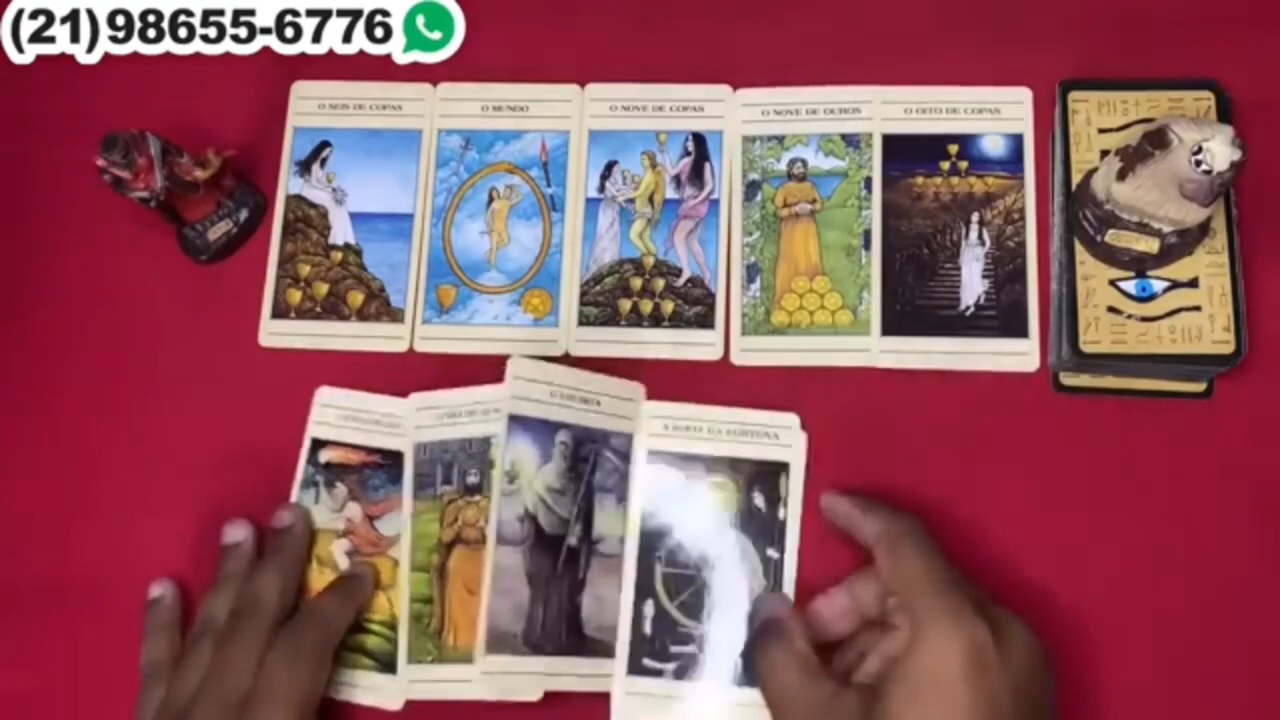 (21)98655-6776
O SEIS DE COPAS
O MUNDO
O NOVE DE COPAS
O NOVE DE OUROS
O OITO DE COPAS
A RODA DA FORTUNA